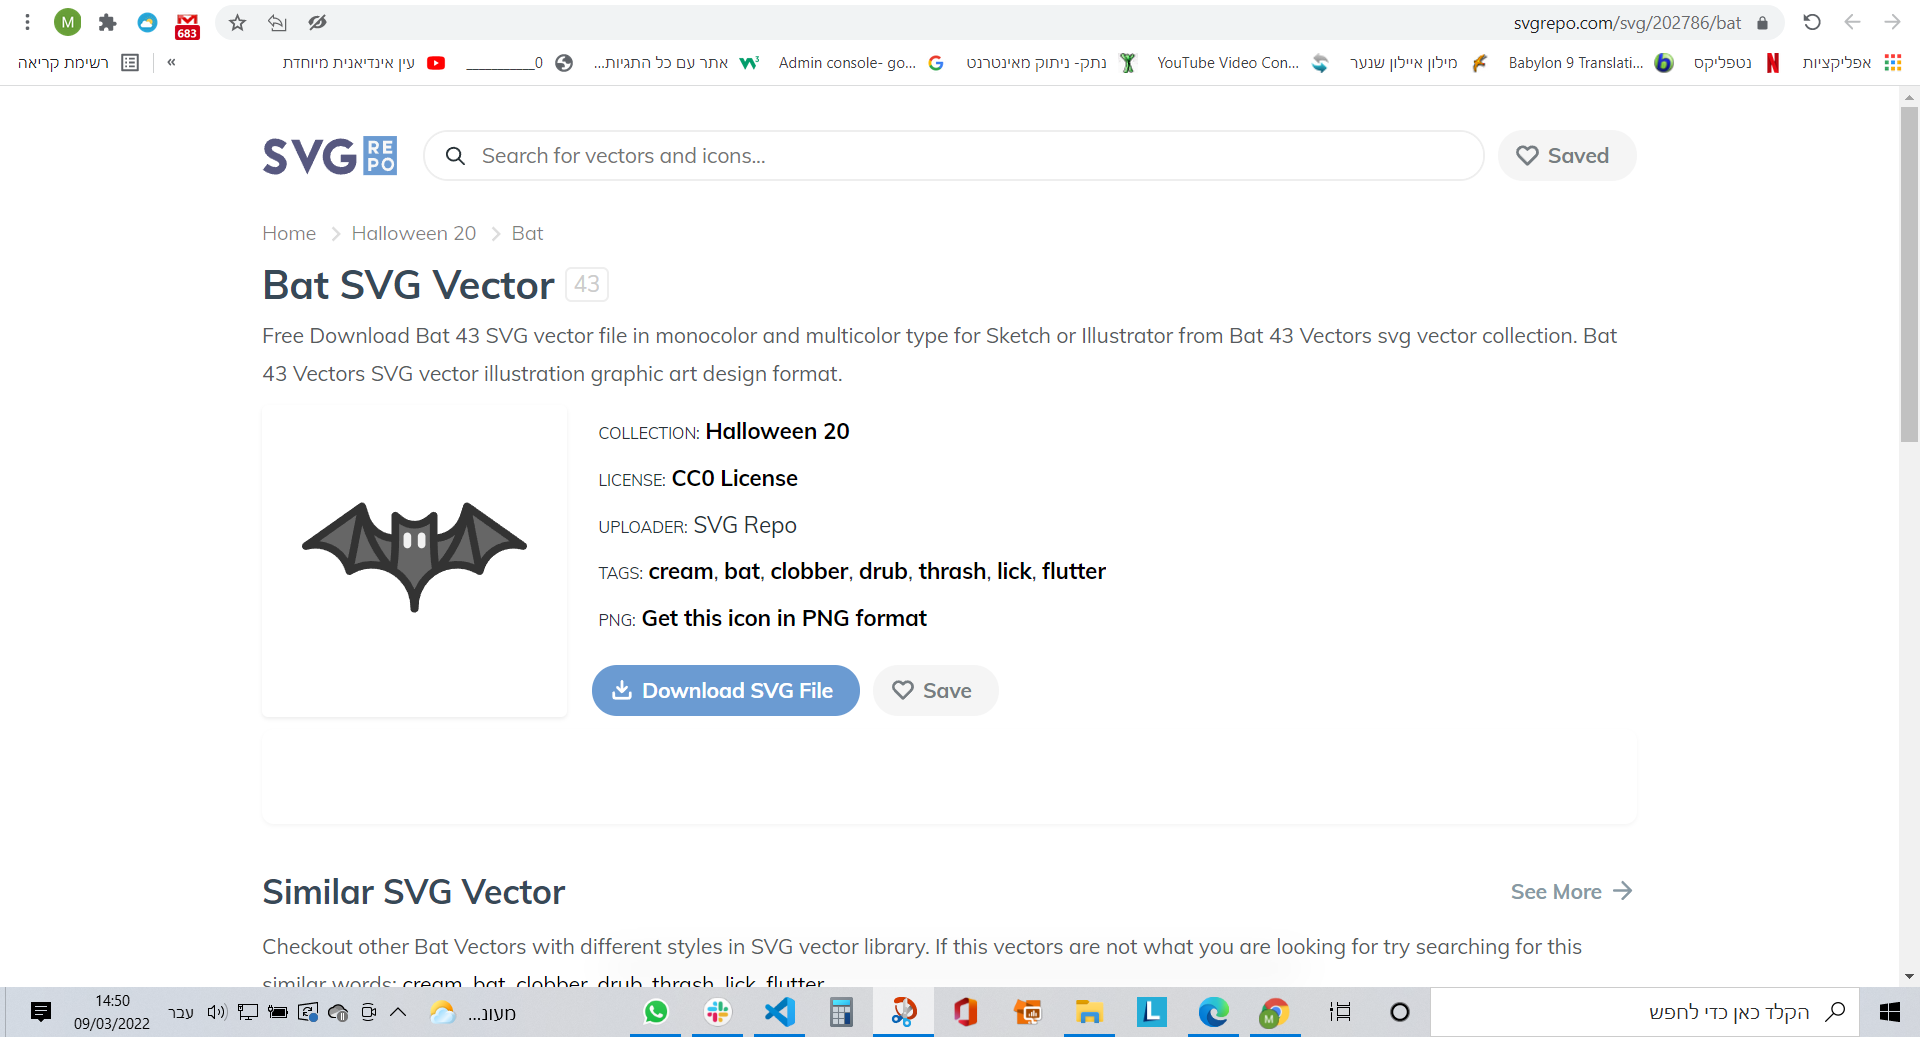 M
683
svgrepo.com/svg/202786/bat
רשימת קריאה
»
עין אינדיאנית מיוחדת
__________0
אתר עם כל התגיות...
Admin console- go...
נתק- ניתוק מאינטרנט
YouTube Video Con...
מילון איילון שנער
Babylon 9 Translati...
נטפליקס
אפליקציות
SVG REPO
Search for vectors and icons...
Saved
Home
Halloween 20
Bat
Bat SVG Vector 43
Free Download Bat 43 SVG vector file in monocolor and multicolor type for Sketch or Illustrator from Bat 43 Vectors svg vector collection. Bat
43 Vectors SVG vector illustration graphic art design format.
COLLECTION: Halloween 20
LICENSE: CC0 License
UPLOADER: SVG Repo
TAGS: cream, bat, clobber, drub, thrash, lick, flutter
PNG: Get this icon in PNG format
Download SVG File
Save
Similar SVG Vector
See More
Checkout other Bat Vectors with different styles in SVG vector library. If this vectors are not what you are looking for try searching for this
similar words: cream, bat, clobber, drub, thrash, lick, flutter
14:50
09/03/2022
עבר
מעונ...
הקלד כאן כדי לחפש